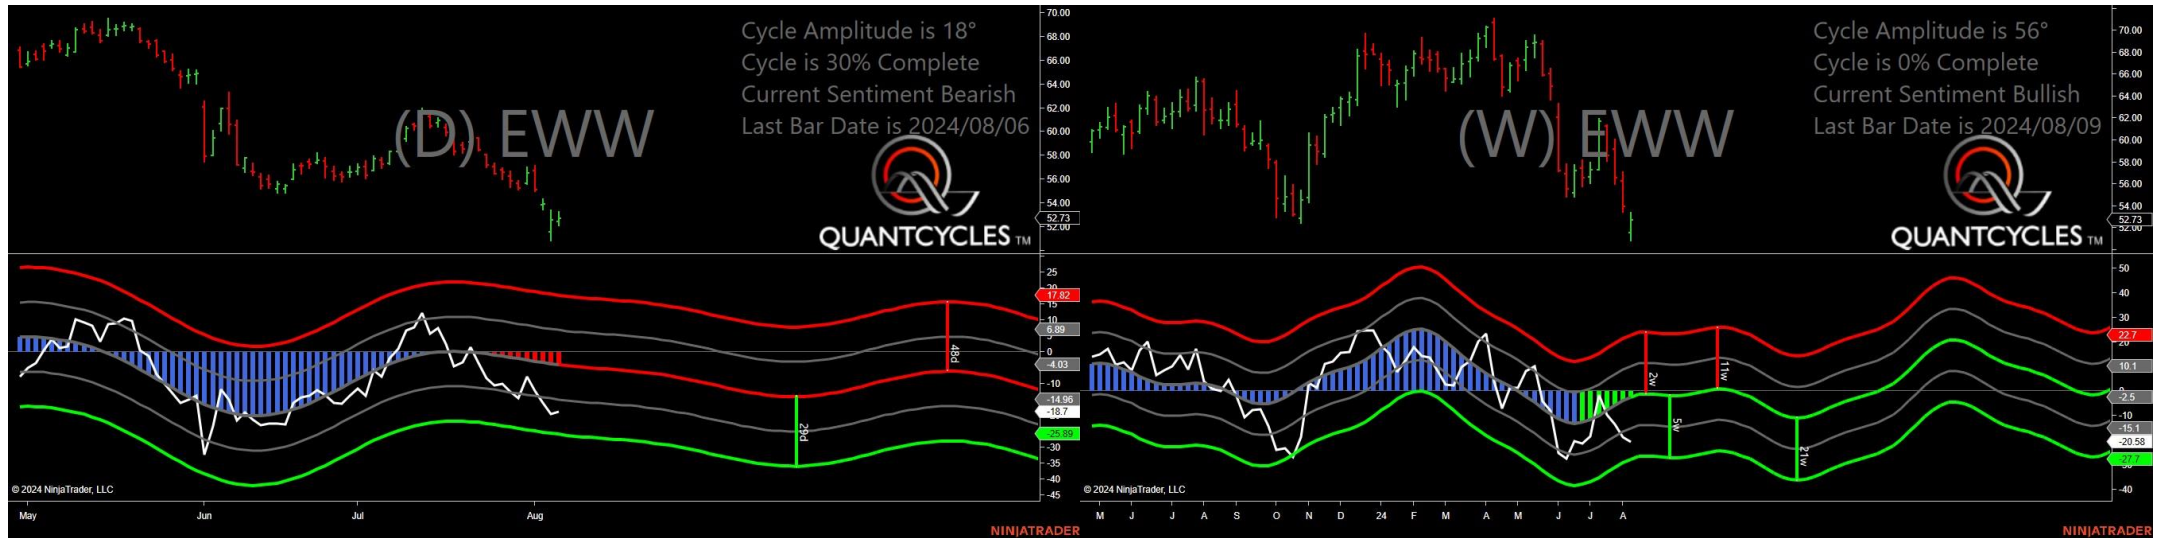 Cycle Amplitude is 18°
Cycle is 30% Complete
Current Sentiment Bearish
Last Bar Date is 2024/08/06
(D) EWW
QUANTCYCLES TM
70.00
68.00
66.00
64.00
62.00
60.00
58.00
56.00
54.00
52.73
52.00
25
20
17.82
15
10
6.89
5
0
-4.03
-10
-14.96
-18.7
-25.89
-30
-35
-40
-45
48d
29d
© 2024 NinjaTrader, LLC
May Jun Jul Aug
NINJATRADER
Cycle Amplitude is 56°
Cycle is 0% Complete
Current Sentiment Bullish
Last Bar Date is 2024/08/09
(W) EWW
QUANTCYCLES TM
70.00
68.00
66.00
64.00
62.00
60.00
58.00
56.00
54.00
52.73
52.00
50
40
30
22.7
20
10.1
-2.5
-10
-15.1
-20.58
-27.7
-40
2w
5w
11w
21w
© 2024 NinjaTrader, LLC
M J J A S O N D 24 F M A M J J A
NINJATRADER